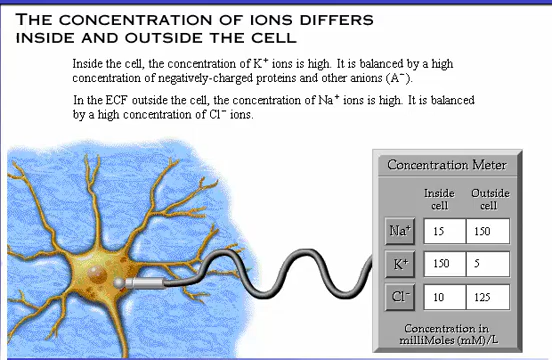 THE CONCENTRATION OF IONS DIFFERS
INSIDE AND OUTSIDE THE CELL
Inside the cell, the concentration of K⁺ ions is high. It is balanced by a high
concentration of negatively-charged proteins and other anions (A⁻).
In the ECF outside the cell, the concentration of Na⁺ ions is high. It is balanced
by a high concentration of Cl⁻ ions.
Concentration Meter
Inside cell Outside cell
Na⁺ 15 150
K⁺ 150 5
Cl⁻ 10 125
Concentration in
milliMoles (mM)/L